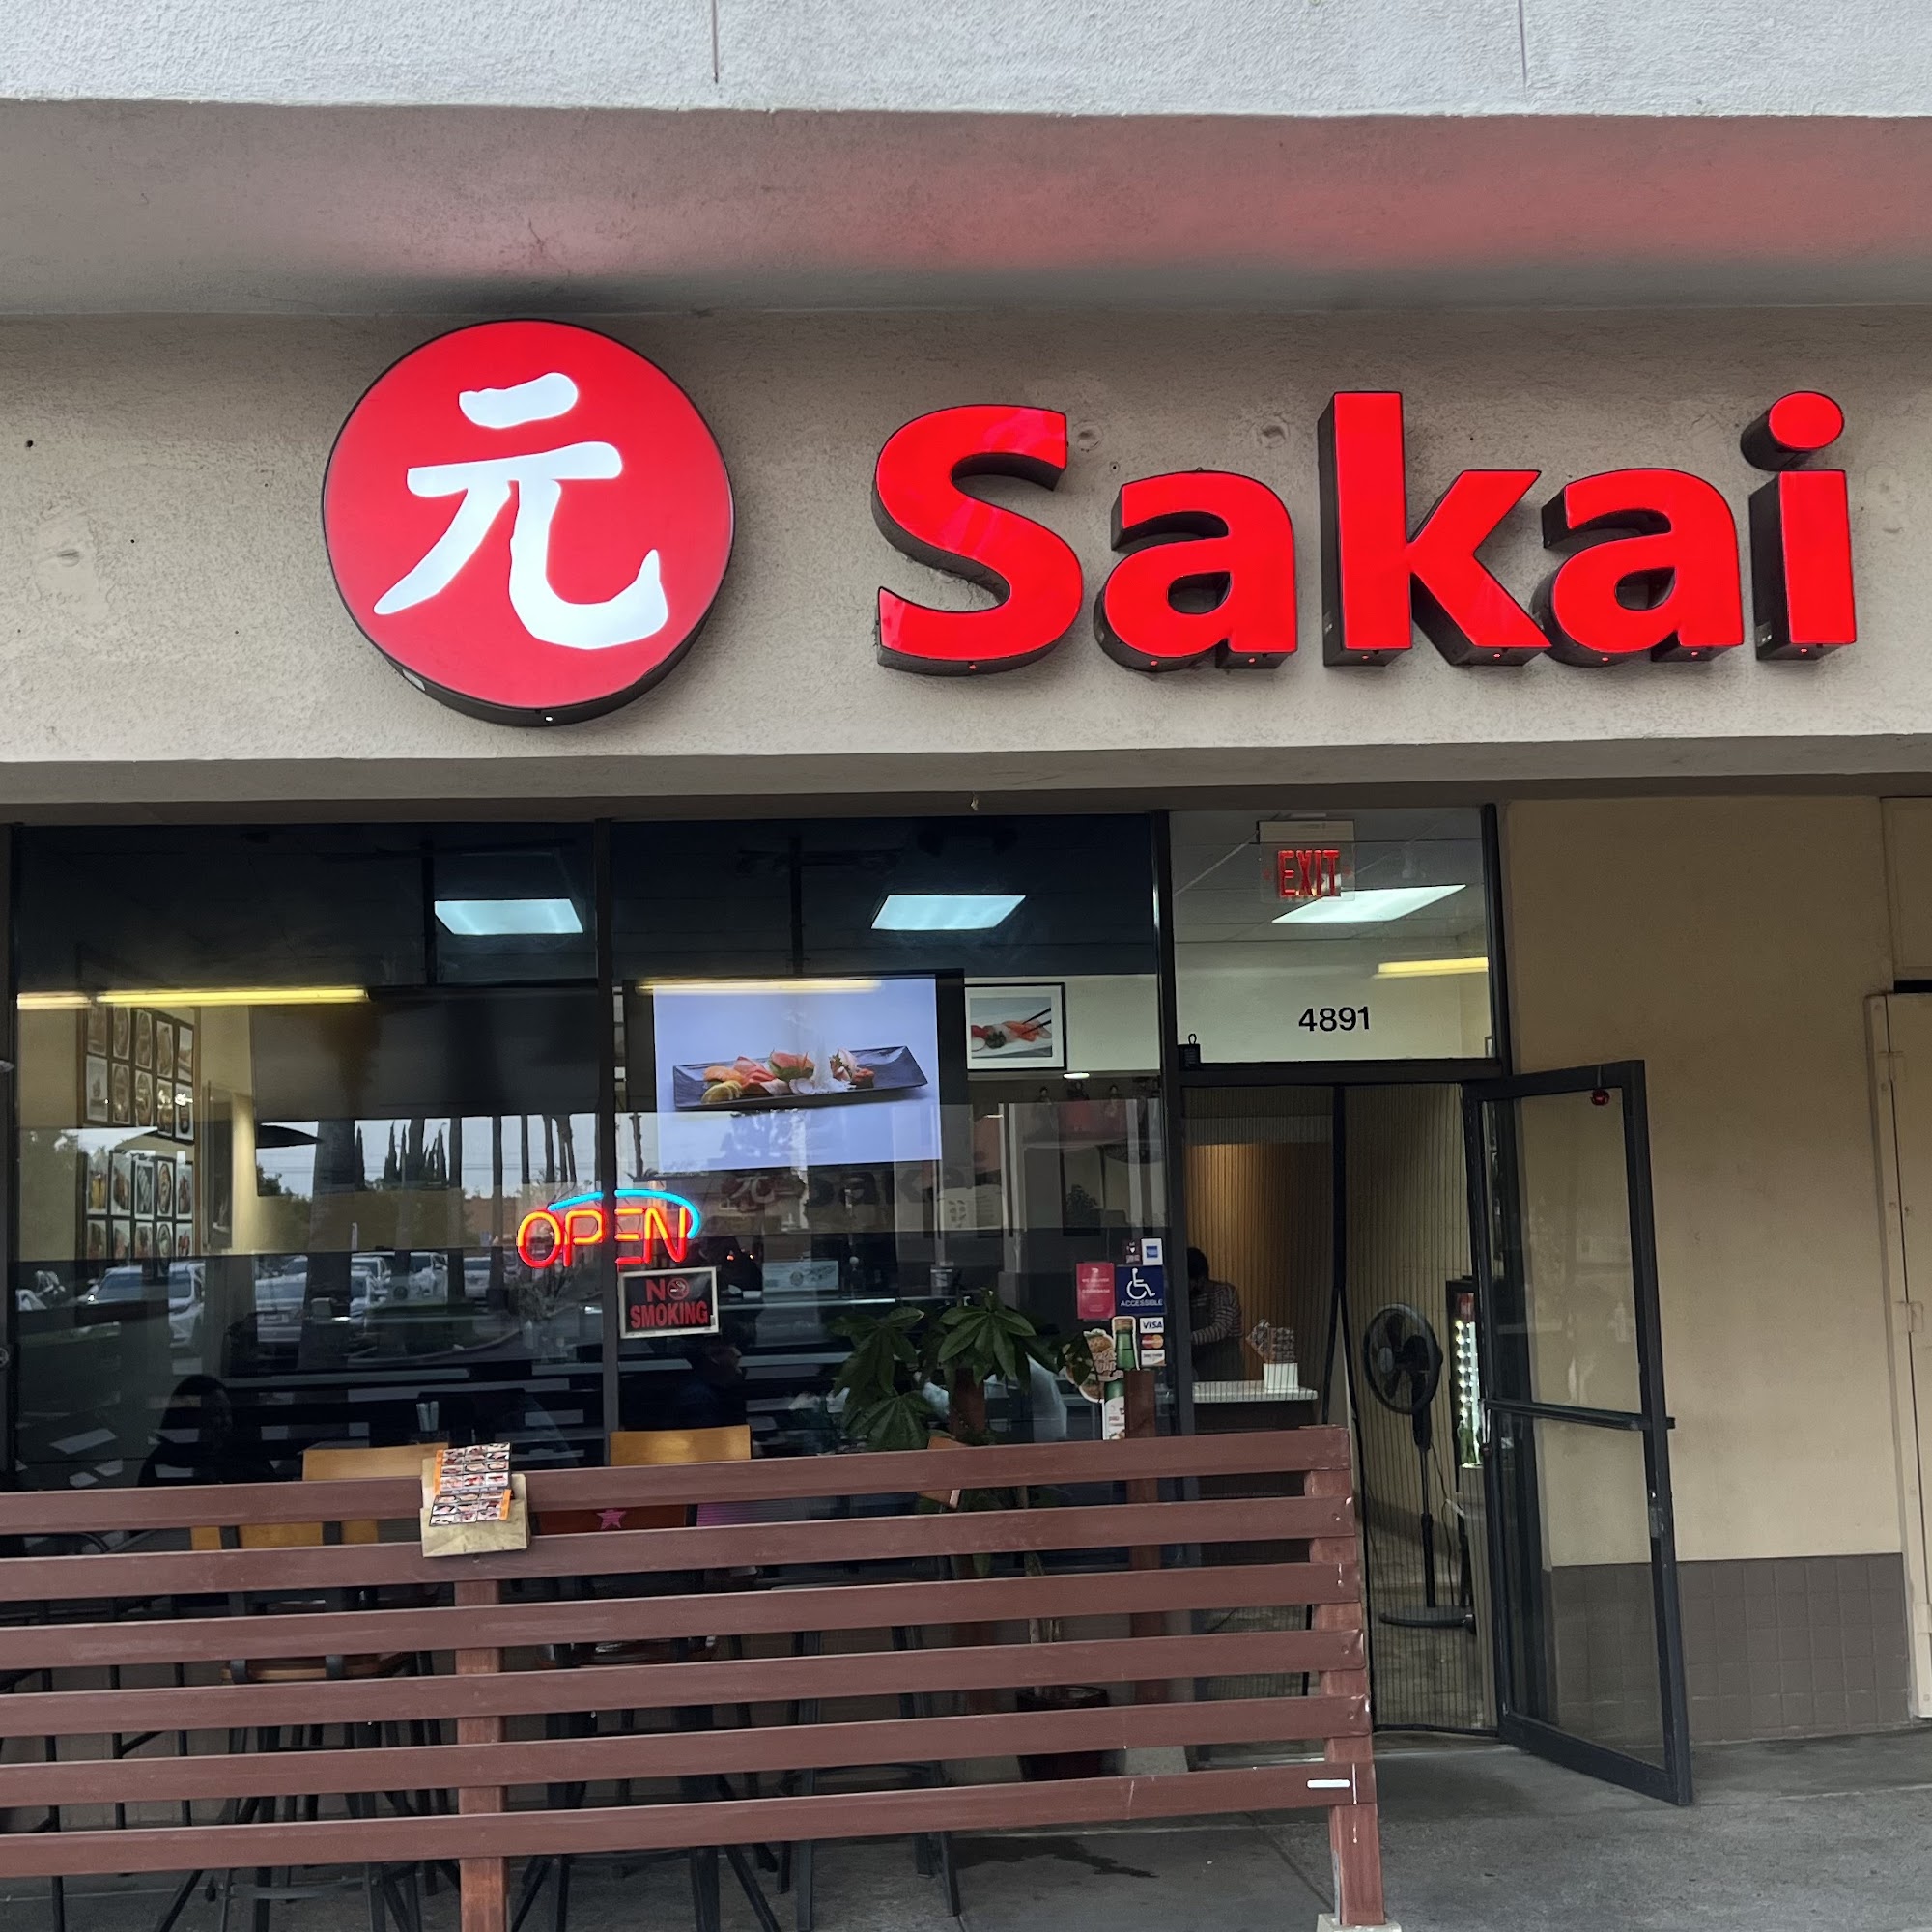 元 Sakai
EXIT
4891
OPEN
NO
SMOKING
ACCESSIBLE
VISA